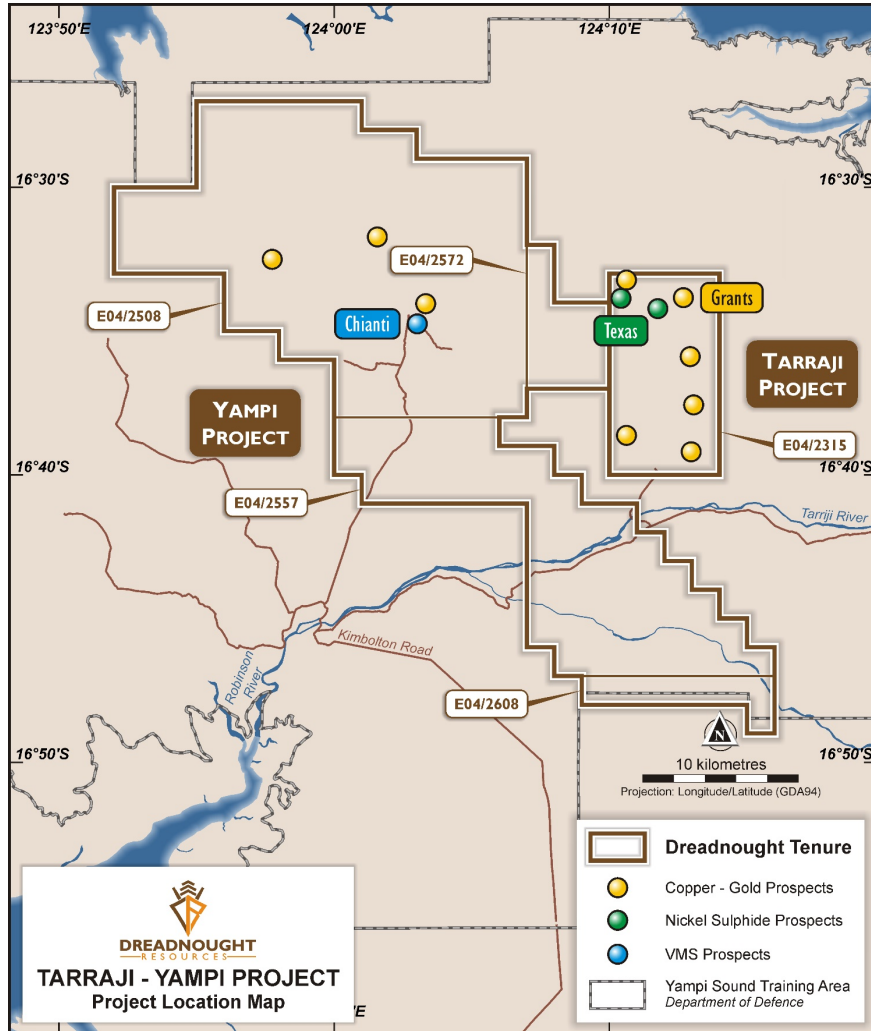 123°50'E
124°00'E
124°10'E
16°30'S
16°30'S
E04/2572
E04/2508
Chianti
Grants
Texas
TARRAJI
PROJECT
YAMPI
PROJECT
E04/2315
16°40'S
16°40'S
E04/2557
Tarriji River
Kimbolton Road
Robinson
River
E04/2608
N
16°50'S
16°50'S
10 kilometres
Projection: Longitude/Latitude (GDA94)
Dreadnought Tenure
Copper - Gold Prospects
Nickel Sulphide Prospects
VMS Prospects
Yampi Sound Training Area
Department of Defence
DREADNOUGHT
RESOURCES
TARRAJI - YAMPI PROJECT
Project Location Map